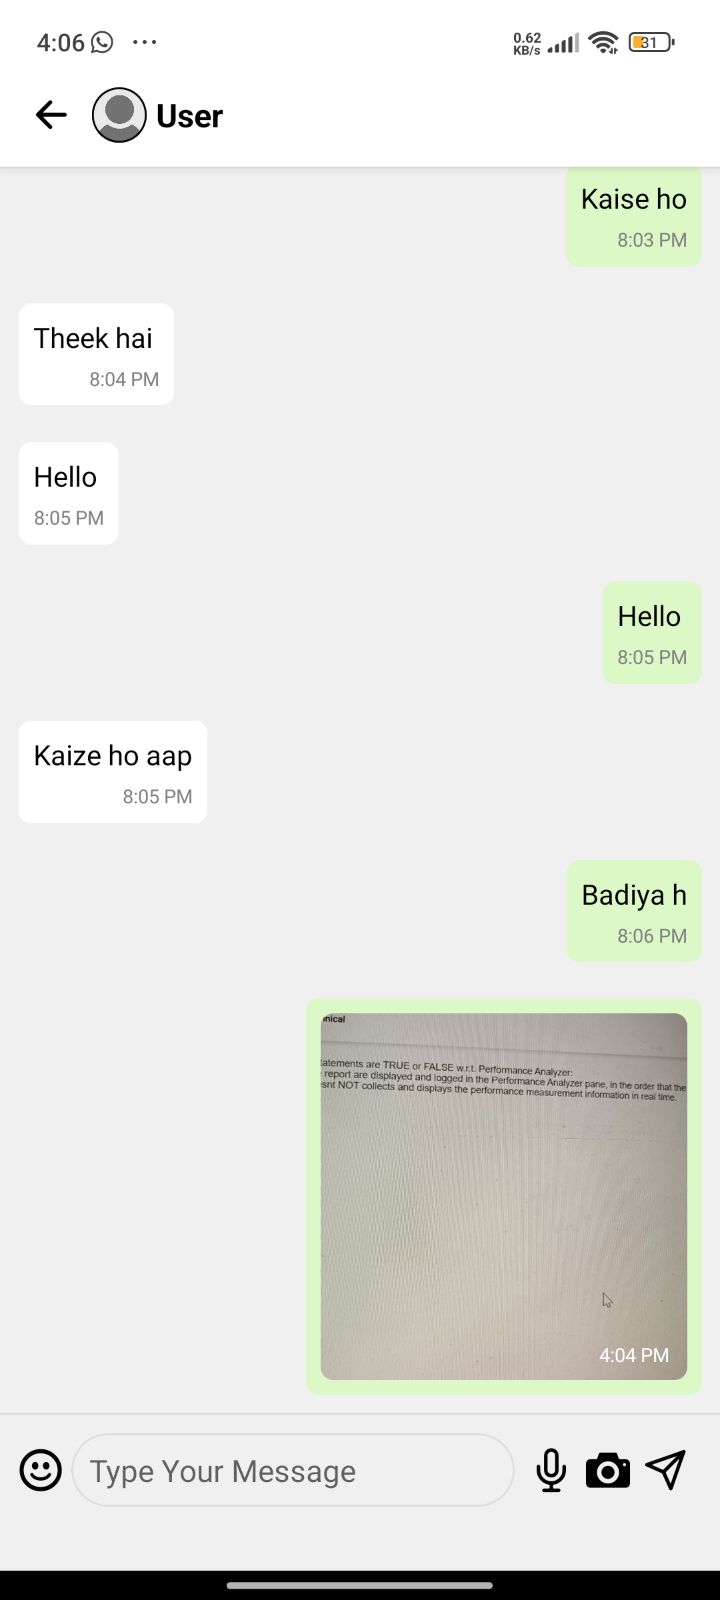 4:06
0.62
KB/s
31
User
Kaise ho
8:03 PM
Theek hai
8:04 PM
Hello
8:05 PM
Hello
8:05 PM
Kaize ho aap
8:05 PM
Badiya h
8:06 PM
nical
tatements are TRUE or FALSE w.r.t. Performance Analyzer:
report are displayed and logged in the Performance Analyzer pane, in the order that the
snt NOT collects and displays the performance measurement information in real time.
4:04 PM
Type Your Message